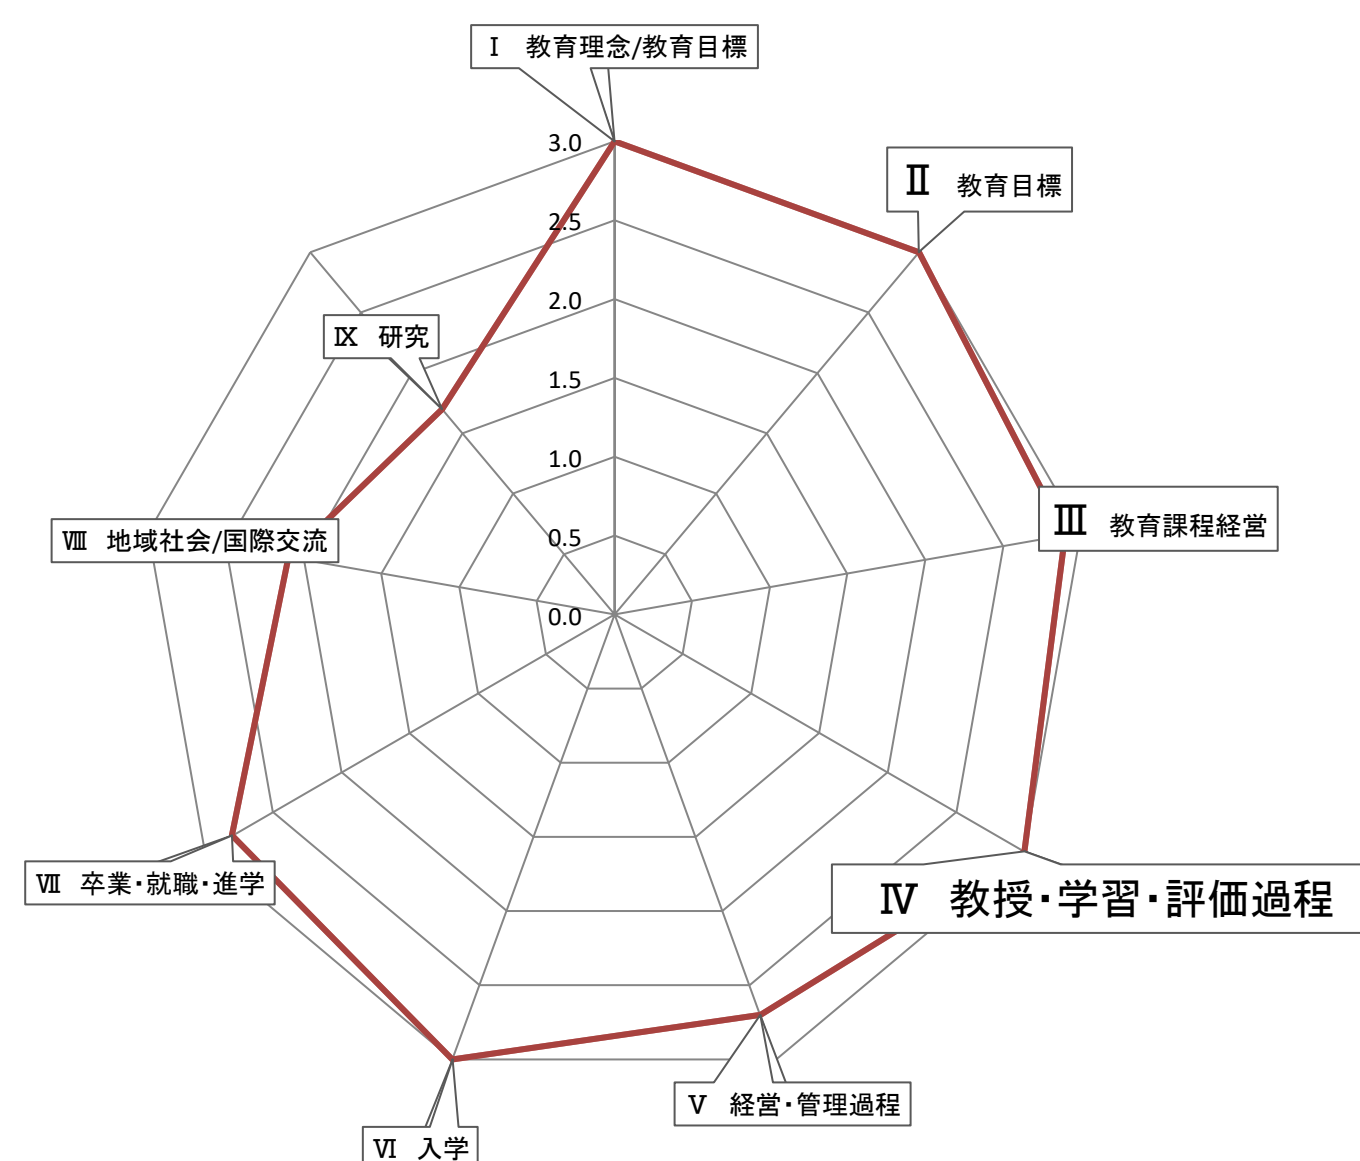 Ⅰ 教育理念/教育目標
Ⅱ 教育目標
3.0
2.5
2.0
1.5
1.0
0.5
0.0
Ⅸ 研究
Ⅲ 教育課程経営
Ⅷ 地域社会/国際交流
Ⅶ 卒業・就職・進学
Ⅳ 教授・学習・評価過程
Ⅴ 経営・管理過程
Ⅵ 入学